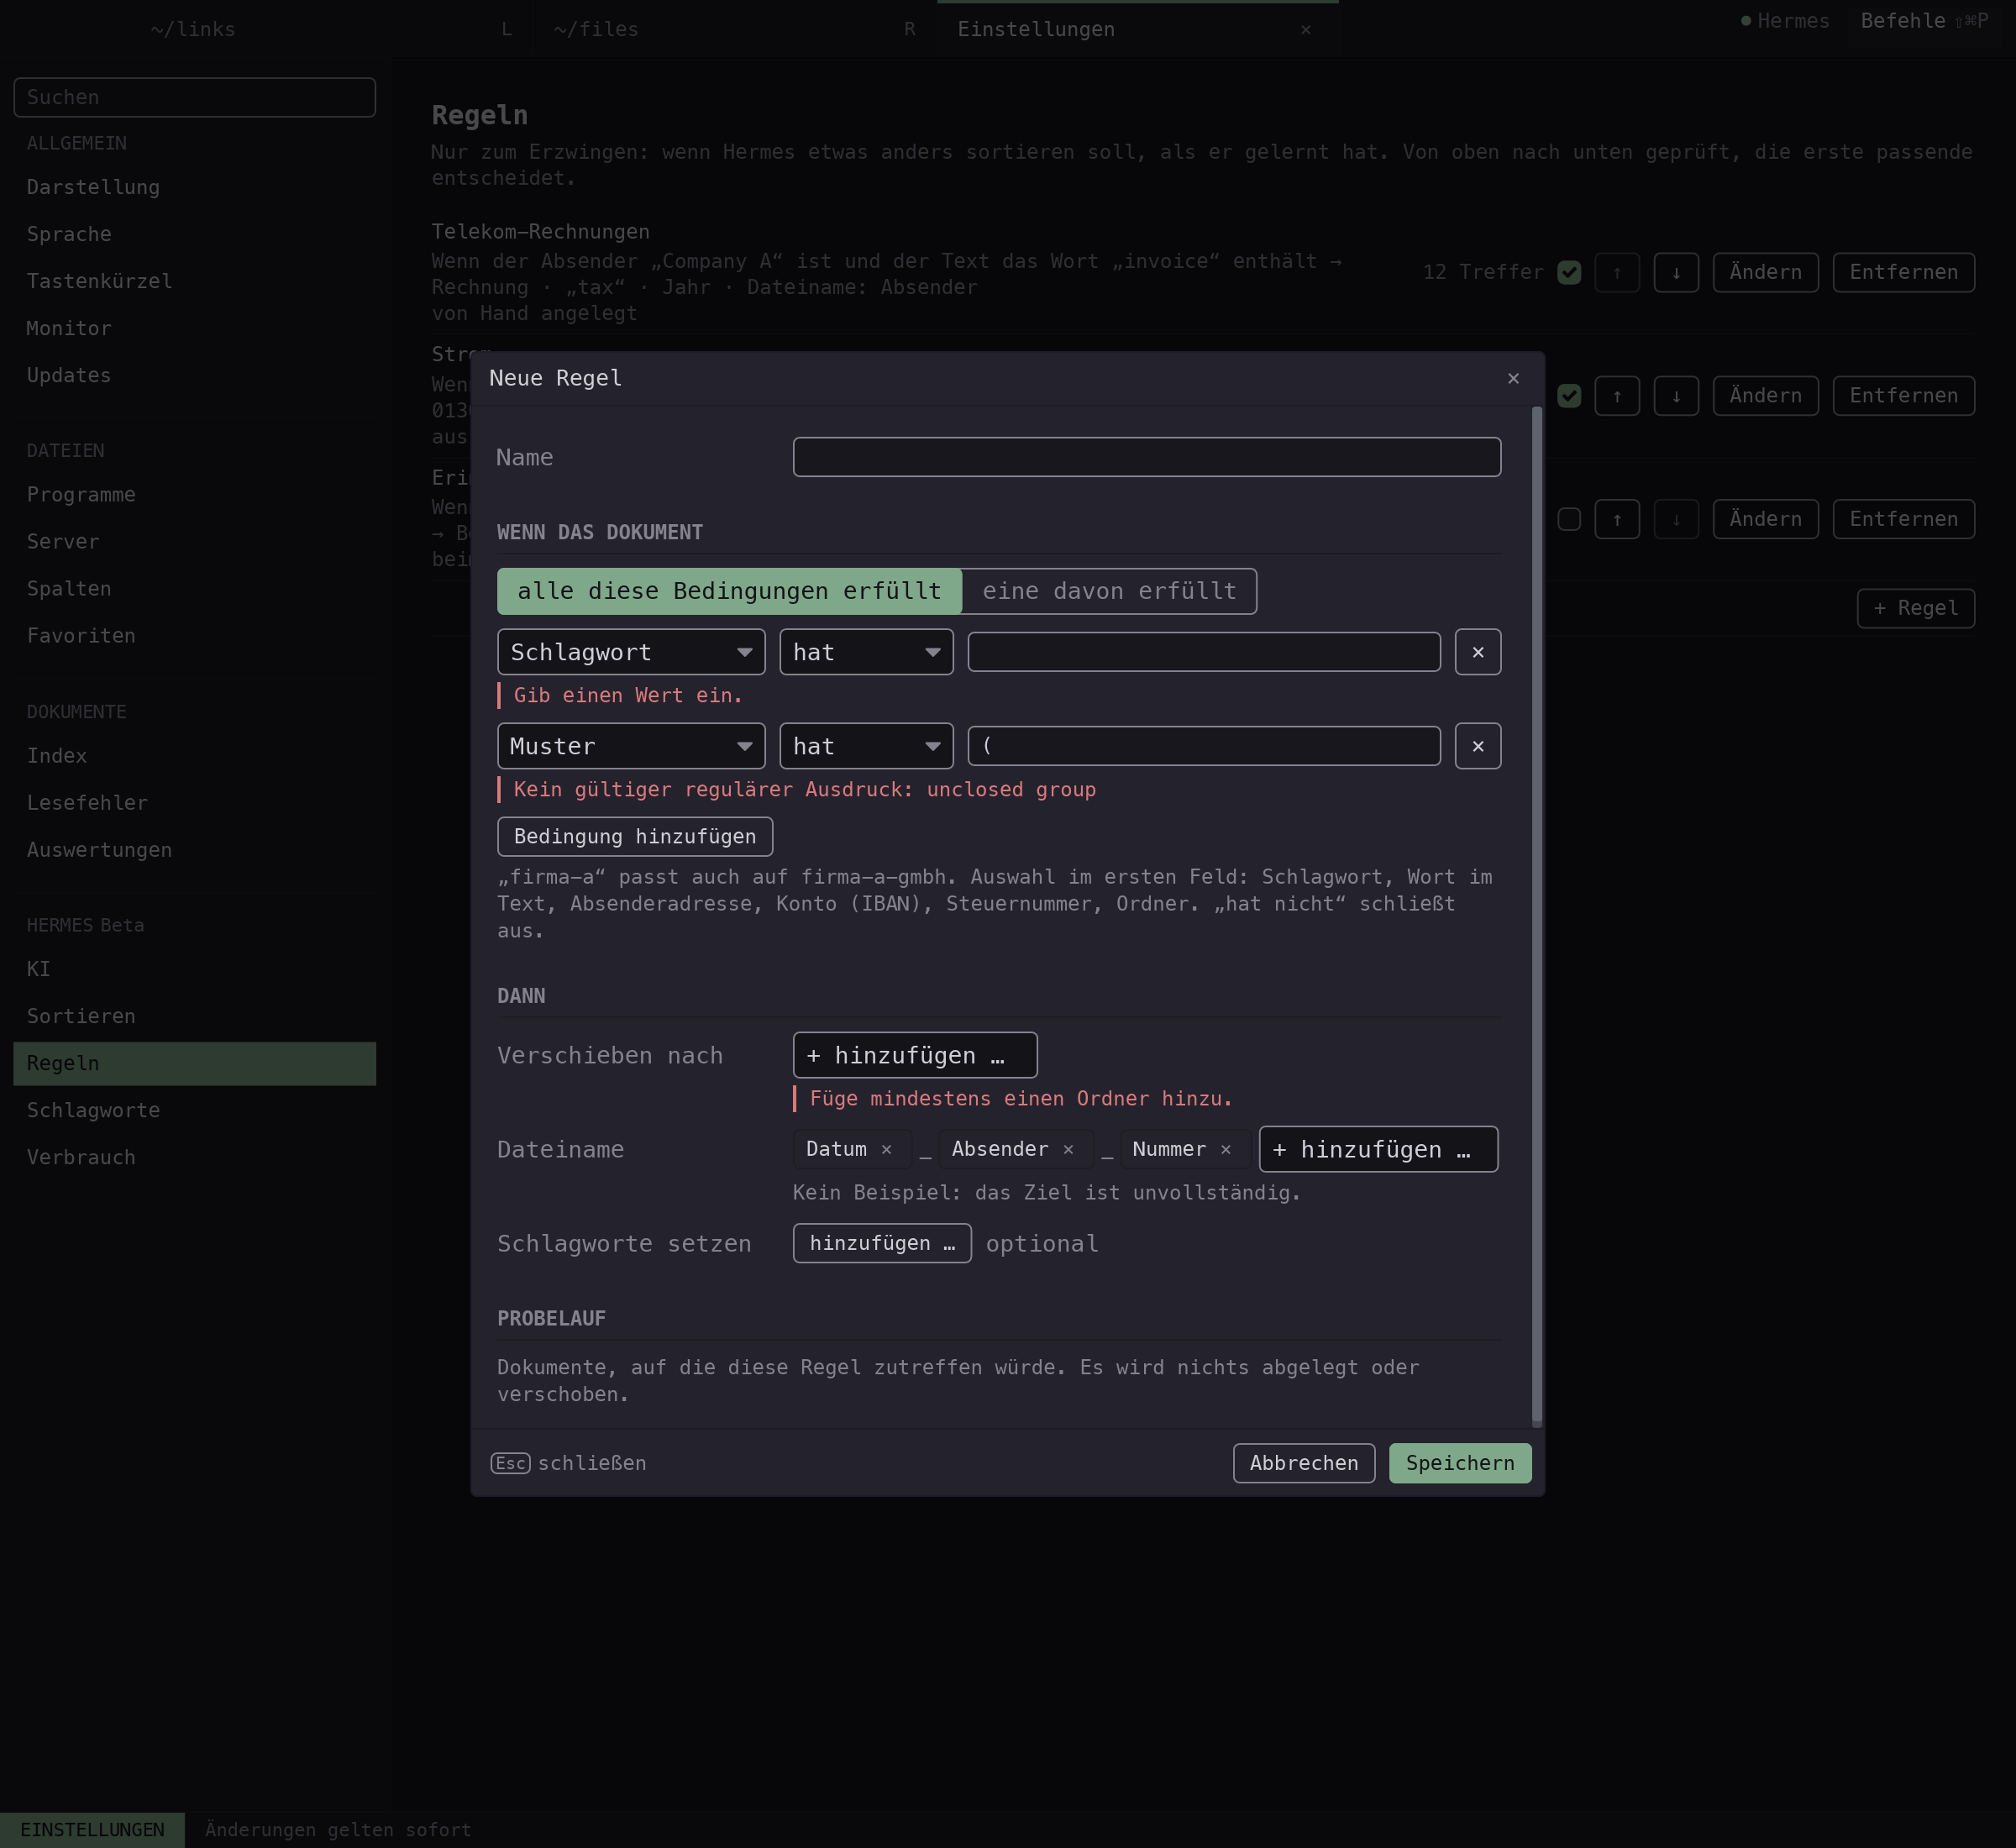 ~/links L ~/files R Einstellungen × Hermes Befehle ⇧⌘P
Suchen
ALLGEMEIN
Darstellung
Sprache
Tastenkürzel
Monitor
Updates
DATEIEN
Programme
Server
Spalten
Favoriten
DOKUMENTE
Index
Lesefehler
Auswertungen
HERMES Beta
KI
Sortieren
Regeln
Schlagworte
Verbrauch
Regeln
Nur zum Erzwingen: wenn Hermes etwas anders sortieren soll, als er gelernt hat. Von oben nach unten geprüft, die erste passende
entscheidet.
Telekom-Rechnungen
Wenn der Absender „Company A“ ist und der Text das Wort „invoice“ enthält →
Rechnung · „tax“ · Jahr · Dateiname: Absender
von Hand angelegt
12 Treffer ↑ ↓ Ändern Entfernen
↑ ↓ Ändern Entfernen
↑ ↓ Ändern Entfernen
+ Regel
Neue Regel ×
Name
WENN DAS DOKUMENT
alle diese Bedingungen erfüllt eine davon erfüllt
Schlagwort hat ×
Gib einen Wert ein.
Muster hat ( ×
Kein gültiger regulärer Ausdruck: unclosed group
Bedingung hinzufügen
„firma-a“ passt auch auf firma-a-gmbh. Auswahl im ersten Feld: Schlagwort, Wort im
Text, Absenderadresse, Konto (IBAN), Steuernummer, Ordner. „hat nicht“ schließt
aus.
DANN
Verschieben nach + hinzufügen …
Füge mindestens einen Ordner hinzu.
Dateiname Datum × _ Absender × _ Nummer × + hinzufügen …
Kein Beispiel: das Ziel ist unvollständig.
Schlagworte setzen hinzufügen … optional
PROBELAUF
Dokumente, auf die diese Regel zutreffen würde. Es wird nichts abgelegt oder
verschoben.
Esc schließen Abbrechen Speichern
EINSTELLUNGEN Änderungen gelten sofort